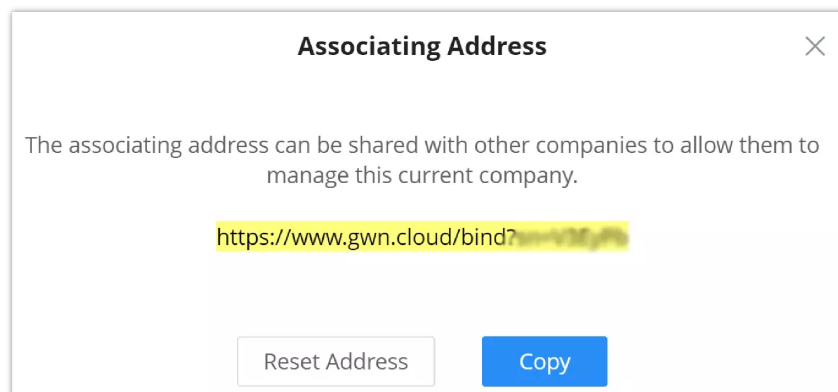 Associating Address
The associating address can be shared with other companies to allow them to
manage this current company.
https://www.gwn.cloud/bind?
Reset Address
Copy